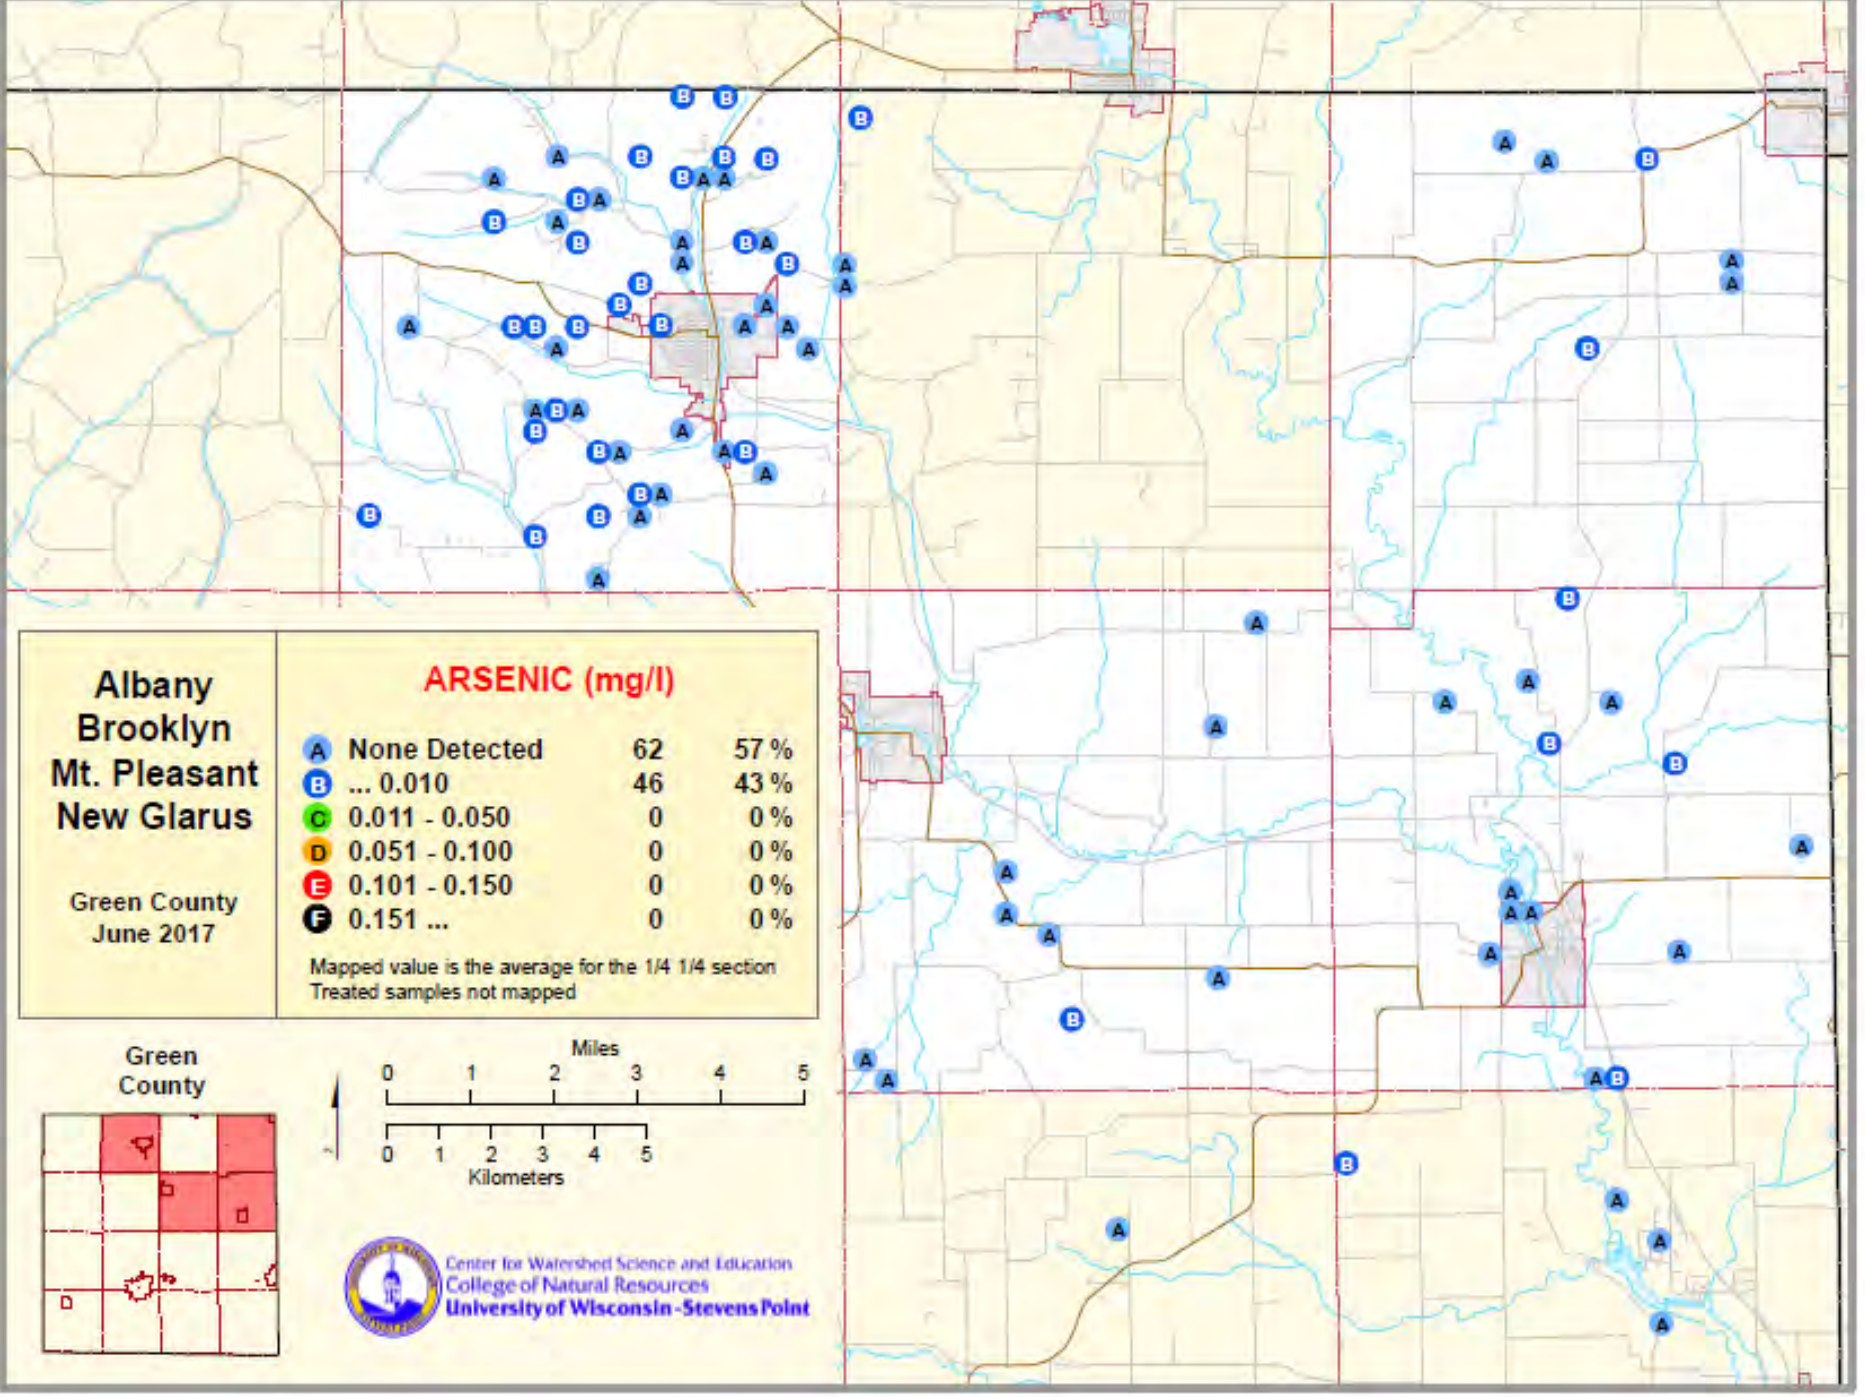 Albany
Brooklyn
Mt. Pleasant
New Glarus
Green County
June 2017
ARSENIC (mg/l)
A None Detected 62 57 %
B ... 0.010 46 43 %
C 0.011 - 0.050 0 0 %
D 0.051 - 0.100 0 0 %
E 0.101 - 0.150 0 0 %
F 0.151 ... 0 0 %
Mapped value is the average for the 1/4 1/4 section
Treated samples not mapped
Green
County
Miles
0 1 2 3 4 5
0 1 2 3 4 5
Kilometers
Center for Watershed Science and Education
College of Natural Resources
University of Wisconsin - Stevens Point
B B
B
A B B B
A B A A
B A
B A
B
A B A
A B A
B A
B A
A B B B B A A
A A
A B A
B
B A A B
A
B A
B B A
B
A
A A B
A
A
B
B
A
A A A
A B
B
A
A A
A A A
A A A
A
B
A
A A B
B
A
A
A
A